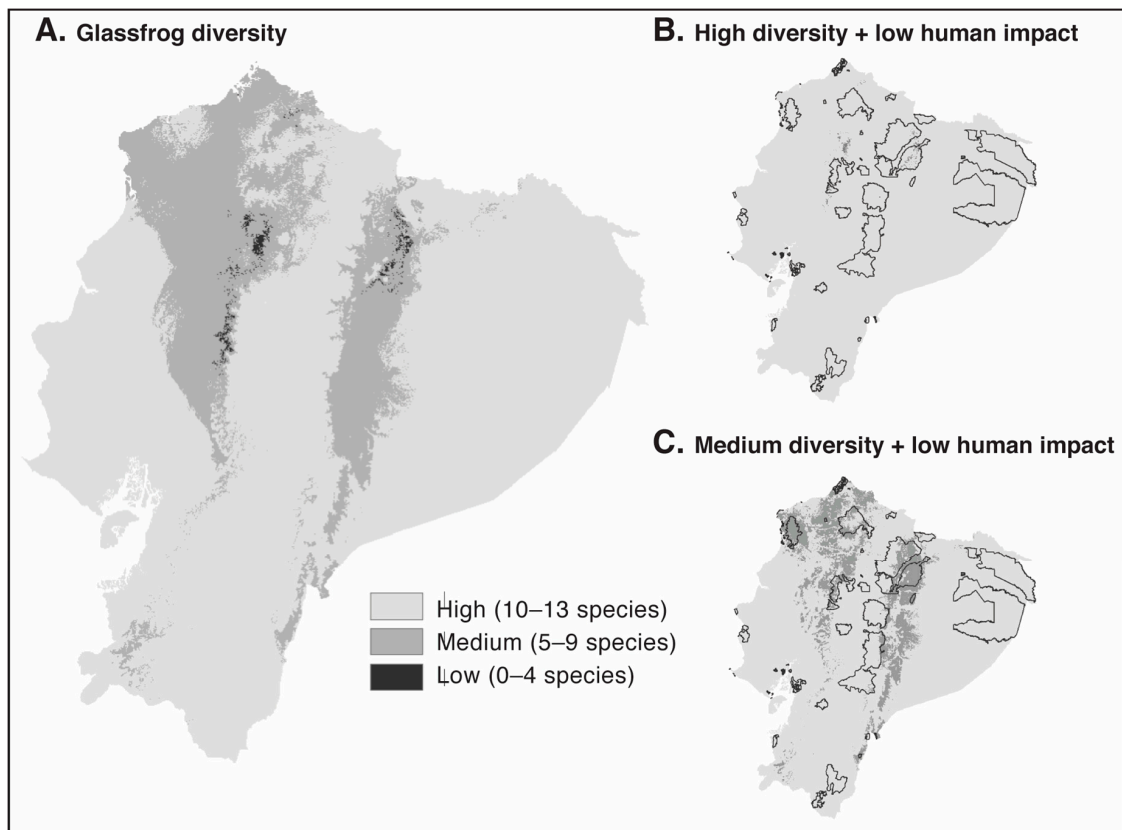 A. Glassfrog diversity
B. High diversity + low human impact
C. Medium diversity + low human impact
High (10–13 species)
Medium (5–9 species)
Low (0–4 species)